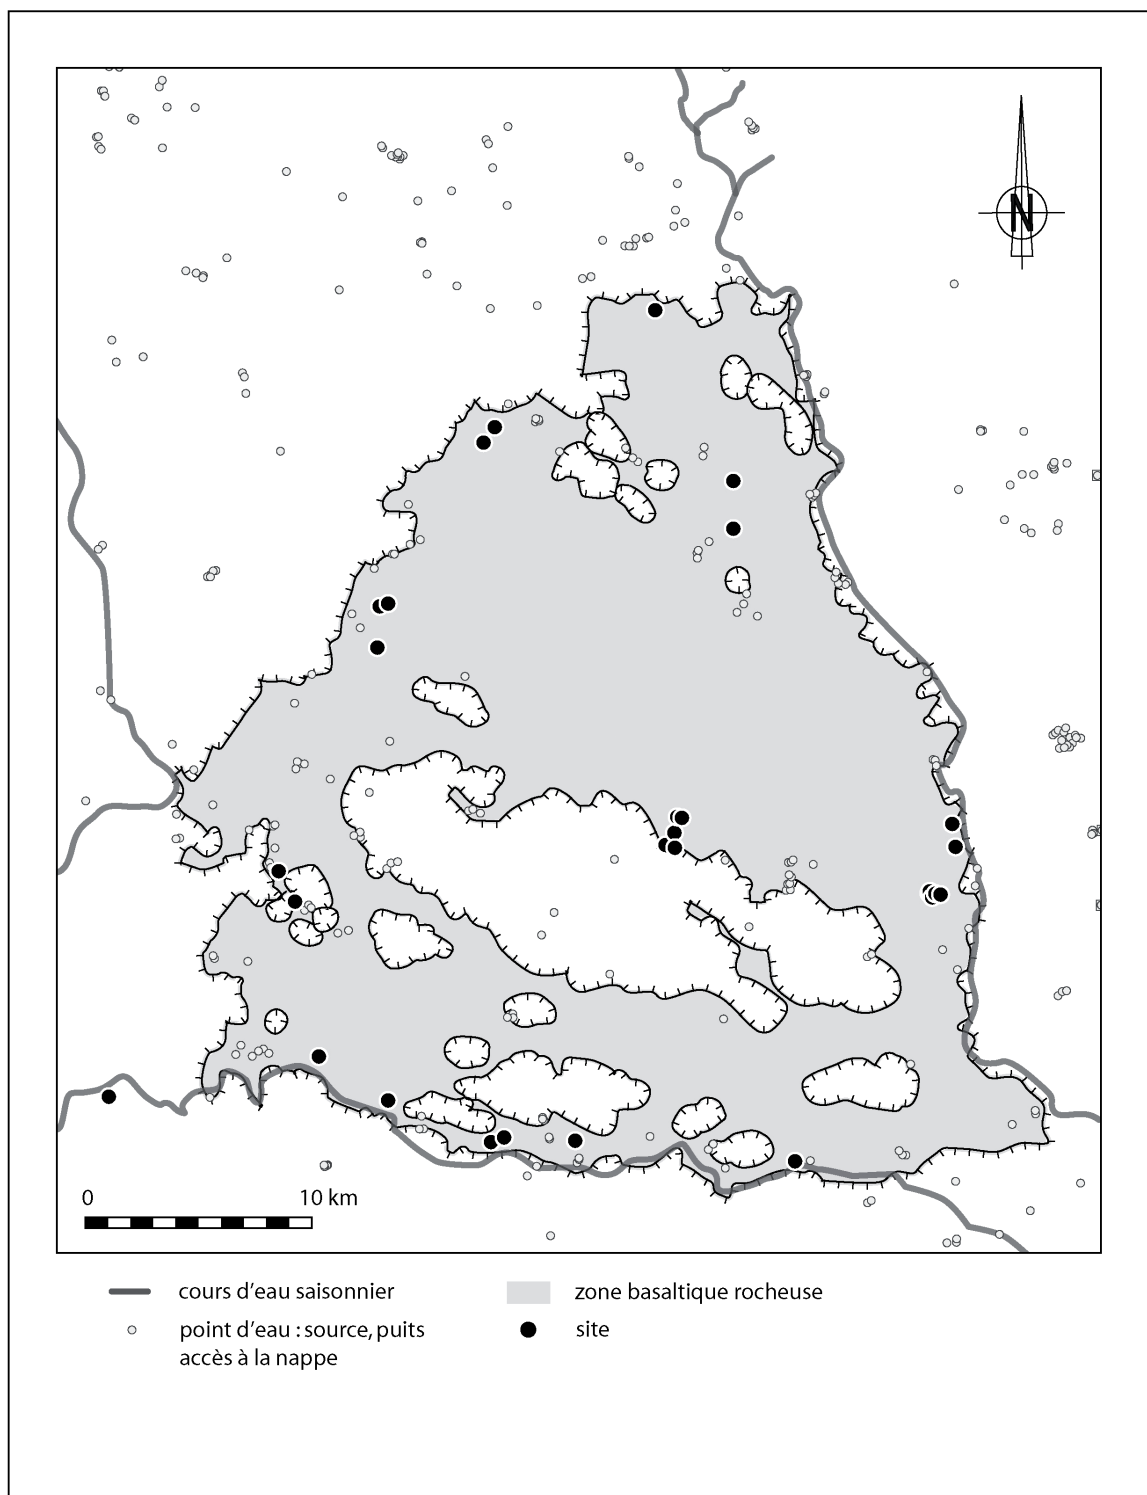 N
0 10 km
cours d’eau saisonnier
zone basaltique rocheuse
point d’eau : source, puits
accès à la nappe
site